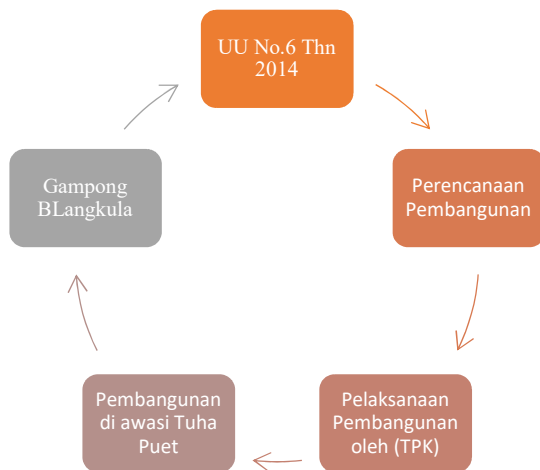 UU No.6 Thn
2014
Perencanaan
Pembangunan
Pelaksanaan
Pembangunan
oleh (TPK)
Pembangunan
di awasi Tuha
Puet
Gampong
BLangkula